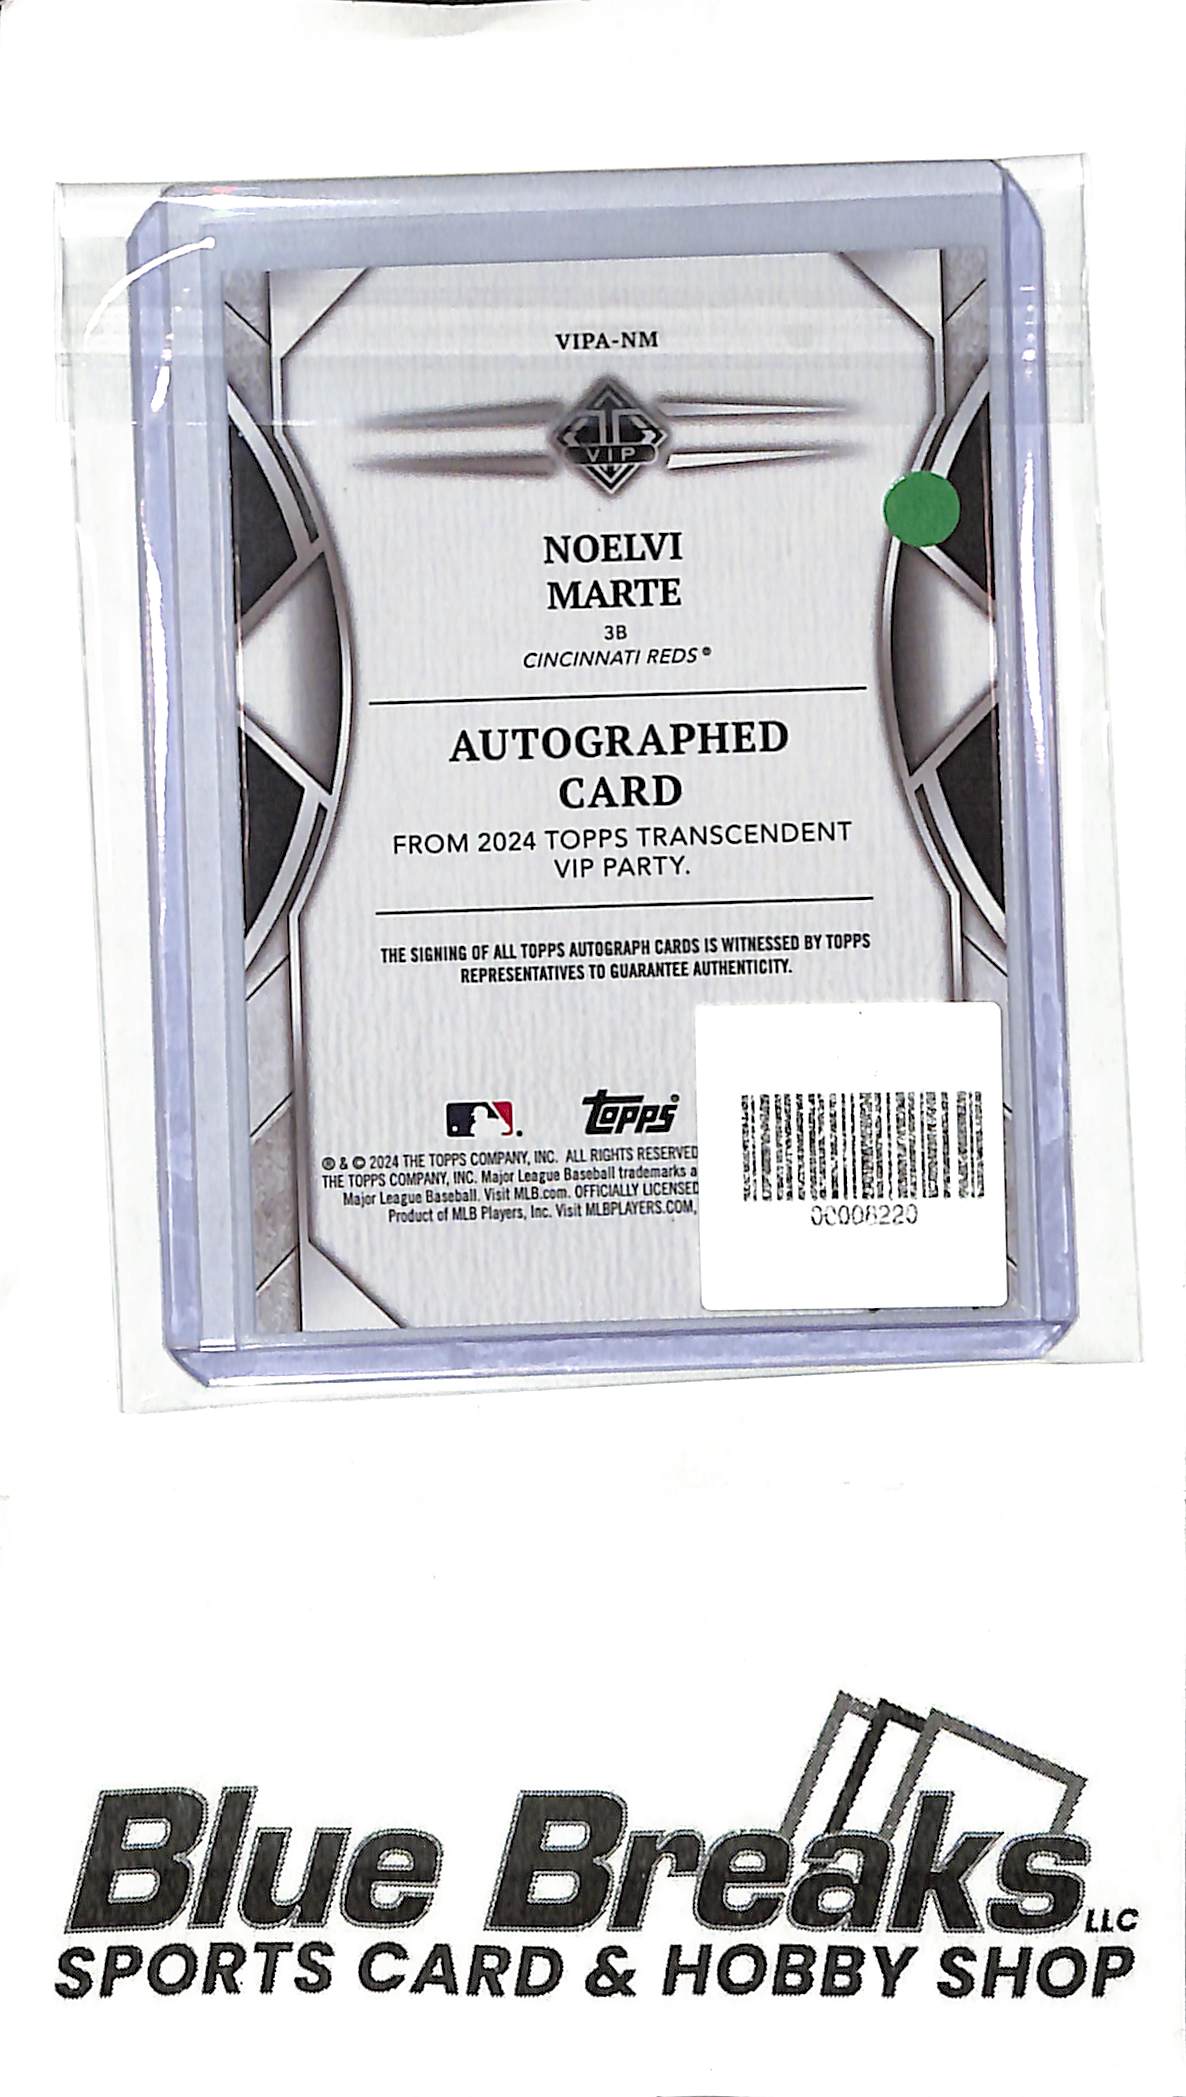 VIPA-NM
VIP
NOELVI
MARTE
3B
CINCINNATI REDS®
AUTOGRAPHED
CARD
FROM 2024 TOPPS TRANSCENDENT
VIP PARTY.
THE SIGNING OF ALL TOPPS AUTOGRAPH CARDS IS WITNESSED BY TOPPS
REPRESENTATIVES TO GUARANTEE AUTHENTICITY.
topps
® & © 2024 THE TOPPS COMPANY, INC. ALL RIGHTS RESERVED
THE TOPPS COMPANY, INC. Major League Baseball trademarks a
Major League Baseball. Visit MLB.com. OFFICIALLY LICENSED
Product of MLB Players, Inc. Visit MLBPLAYERS.COM,
00008220
Blue Breaks LLC
SPORTS CARD & HOBBY SHOP